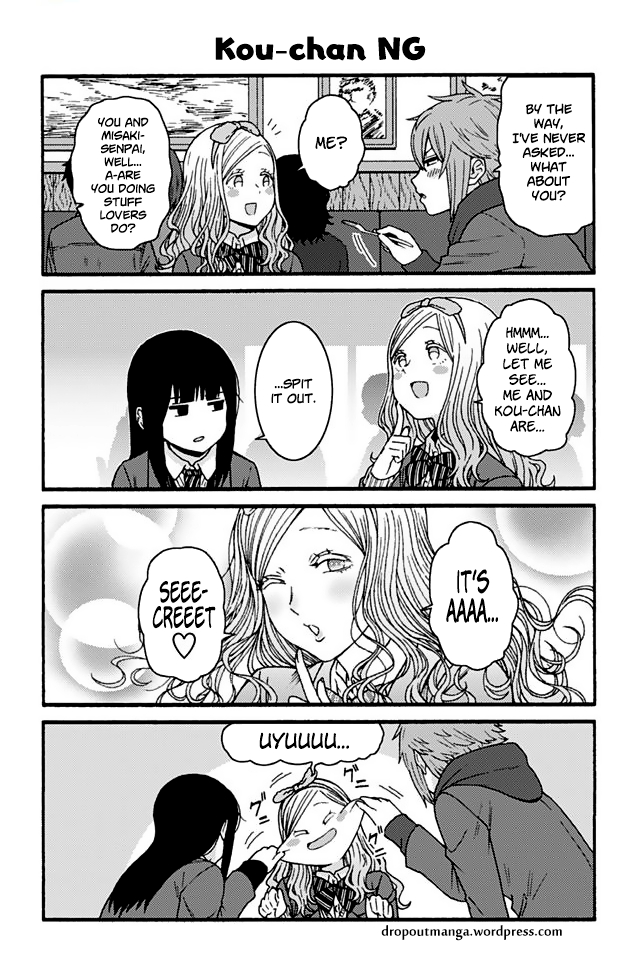 Kou-chan NG
BY THE
WAY,
I'VE NEVER
ASKED...
WHAT
ABOUT
YOU?
ME?
YOU AND
MISAKI-
SENPAI,
WELL...
A-ARE
YOU DOING
STUFF
LOVERS
DO?
HMMM...
WELL,
LET ME
SEE...
ME AND
KOU-CHAN
ARE...
...SPIT
IT OUT.
IT'S
AAAA...
SEEE-
CREEET
♡
UYUUUU...
グ"
グ"
dropoutmanga.wordpress.com